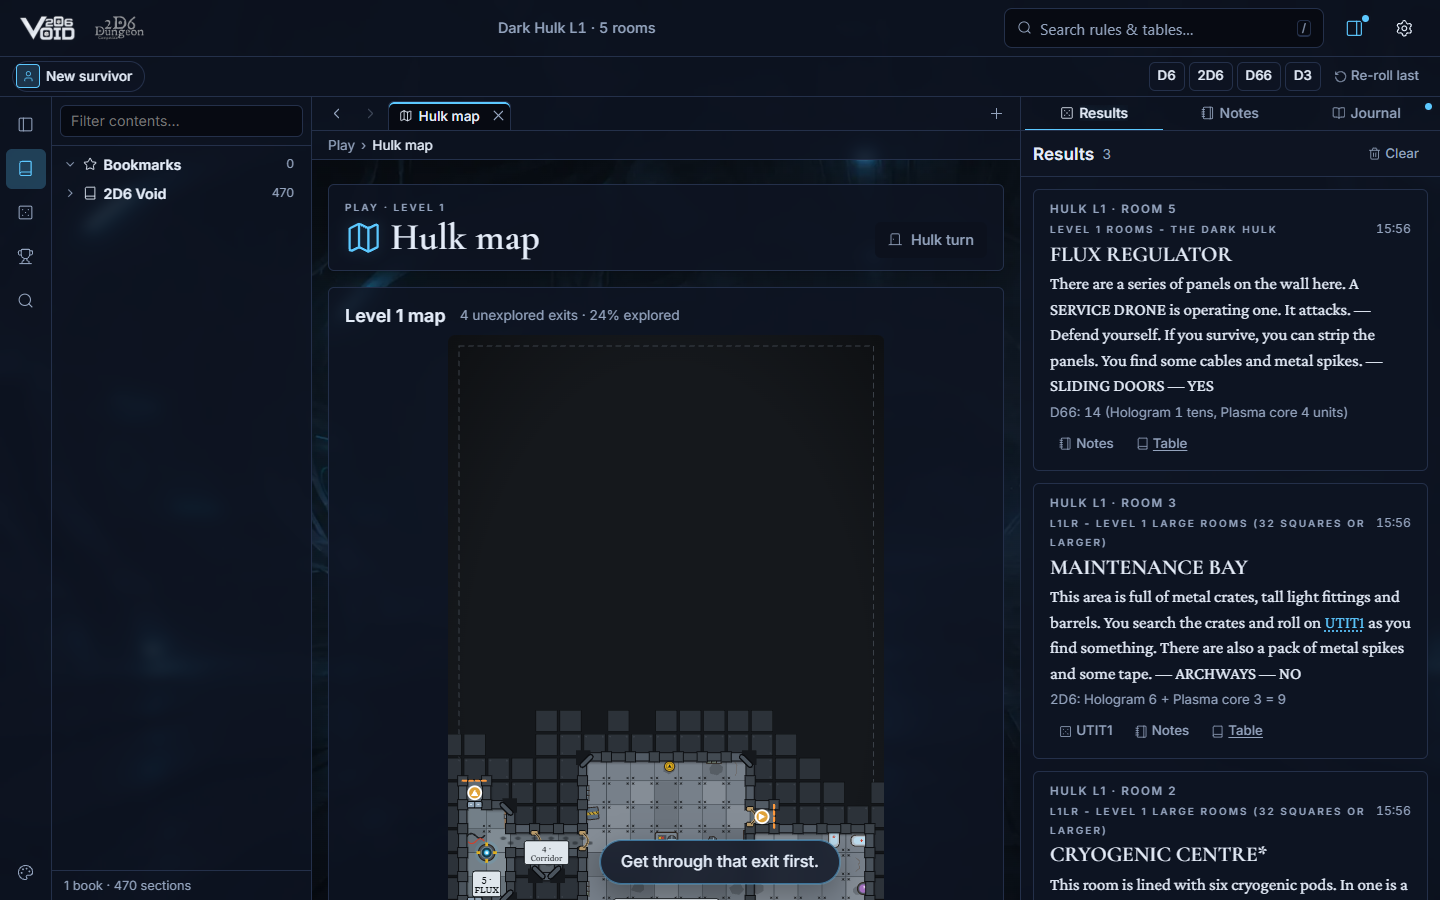 2D6 VOID
2D6 Dungeon
Dark Hulk L1 · 5 rooms
Search rules & tables...
/
New survivor
D6
2D6
D66
D3
Re-roll last
Filter contents...
Bookmarks
0
2D6 Void
470
1 book · 470 sections
Hulk map
Play › Hulk map
PLAY · LEVEL 1
Hulk map
Hulk turn
Level 1 map
4 unexplored exits · 24% explored
4 ·
Corridor
5 ·
FLUX
Get through that exit first.
Results
Notes
Journal
Results 3
Clear
HULK L1 · ROOM 5
LEVEL 1 ROOMS - THE DARK HULK
15:56
FLUX REGULATOR
There are a series of panels on the wall here. A
SERVICE DRONE is operating one. It attacks. —
Defend yourself. If you survive, you can strip the
panels. You find some cables and metal spikes. —
SLIDING DOORS — YES
D66: 14 (Hologram 1 tens, Plasma core 4 units)
Notes
Table
HULK L1 · ROOM 3
L1LR - LEVEL 1 LARGE ROOMS (32 SQUARES OR
LARGER)
15:56
MAINTENANCE BAY
This area is full of metal crates, tall light fittings and
barrels. You search the crates and roll on UTIT1 as you
find something. There are also a pack of metal spikes
and some tape. — ARCHWAYS — NO
2D6: Hologram 6 + Plasma core 3 = 9
UTIT1
Notes
Table
HULK L1 · ROOM 2
L1LR - LEVEL 1 LARGE ROOMS (32 SQUARES OR
LARGER)
15:56
CRYOGENIC CENTRE*
This room is lined with six cryogenic pods. In one is a